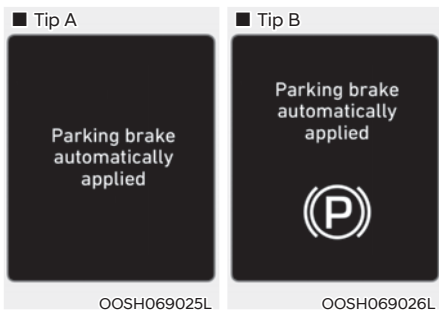 ■ Tip A
Parking brake
automatically
applied
OOSH069025L
■ Tip B
Parking brake
automatically
applied
P
OOSH069026L